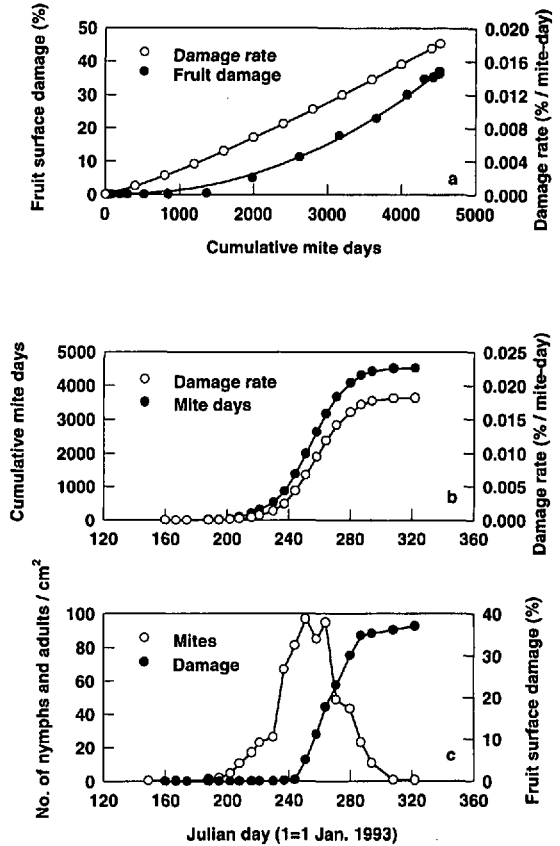 Fruit surface damage (%)
50
40
30
20
10
0
Damage rate
Fruit damage
a
0.020
0.016
0.012
0.008
0.004
0.000
Damage rate (% / mite-day)
0 1000 2000 3000 4000 5000
Cumulative mite days
Cumulative mite days
5000
4000
3000
2000
1000
0
Damage rate
Mite days
b
0.025
0.020
0.015
0.010
0.005
0.000
Damage rate (% / mite-day)
120 160 200 240 280 320 360
No. of nymphs and adults / cm²
100
80
60
40
20
0
Mites
Damage
c
40
30
20
10
0
Fruit surface damage (%)
120 160 200 240 280 320 360
Julian day (1=1 Jan. 1993)